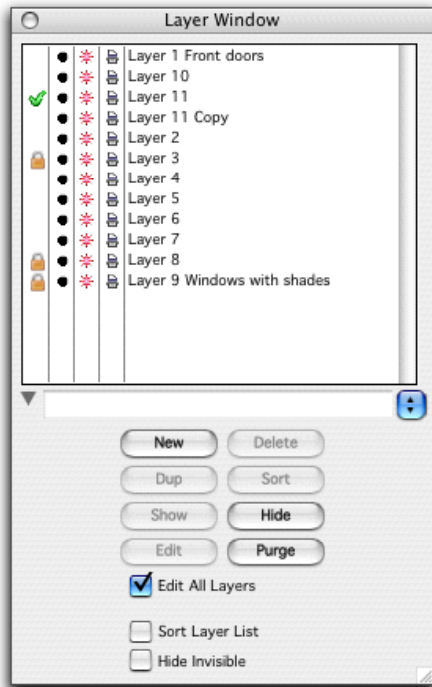 Layer Window
Layer 1 Front doors
Layer 10
Layer 11
Layer 11 Copy
Layer 2
Layer 3
Layer 4
Layer 5
Layer 6
Layer 7
Layer 8
Layer 9 Windows with shades
New Delete
Dup Sort
Show Hide
Edit Purge
Edit All Layers
Sort Layer List
Hide Invisible